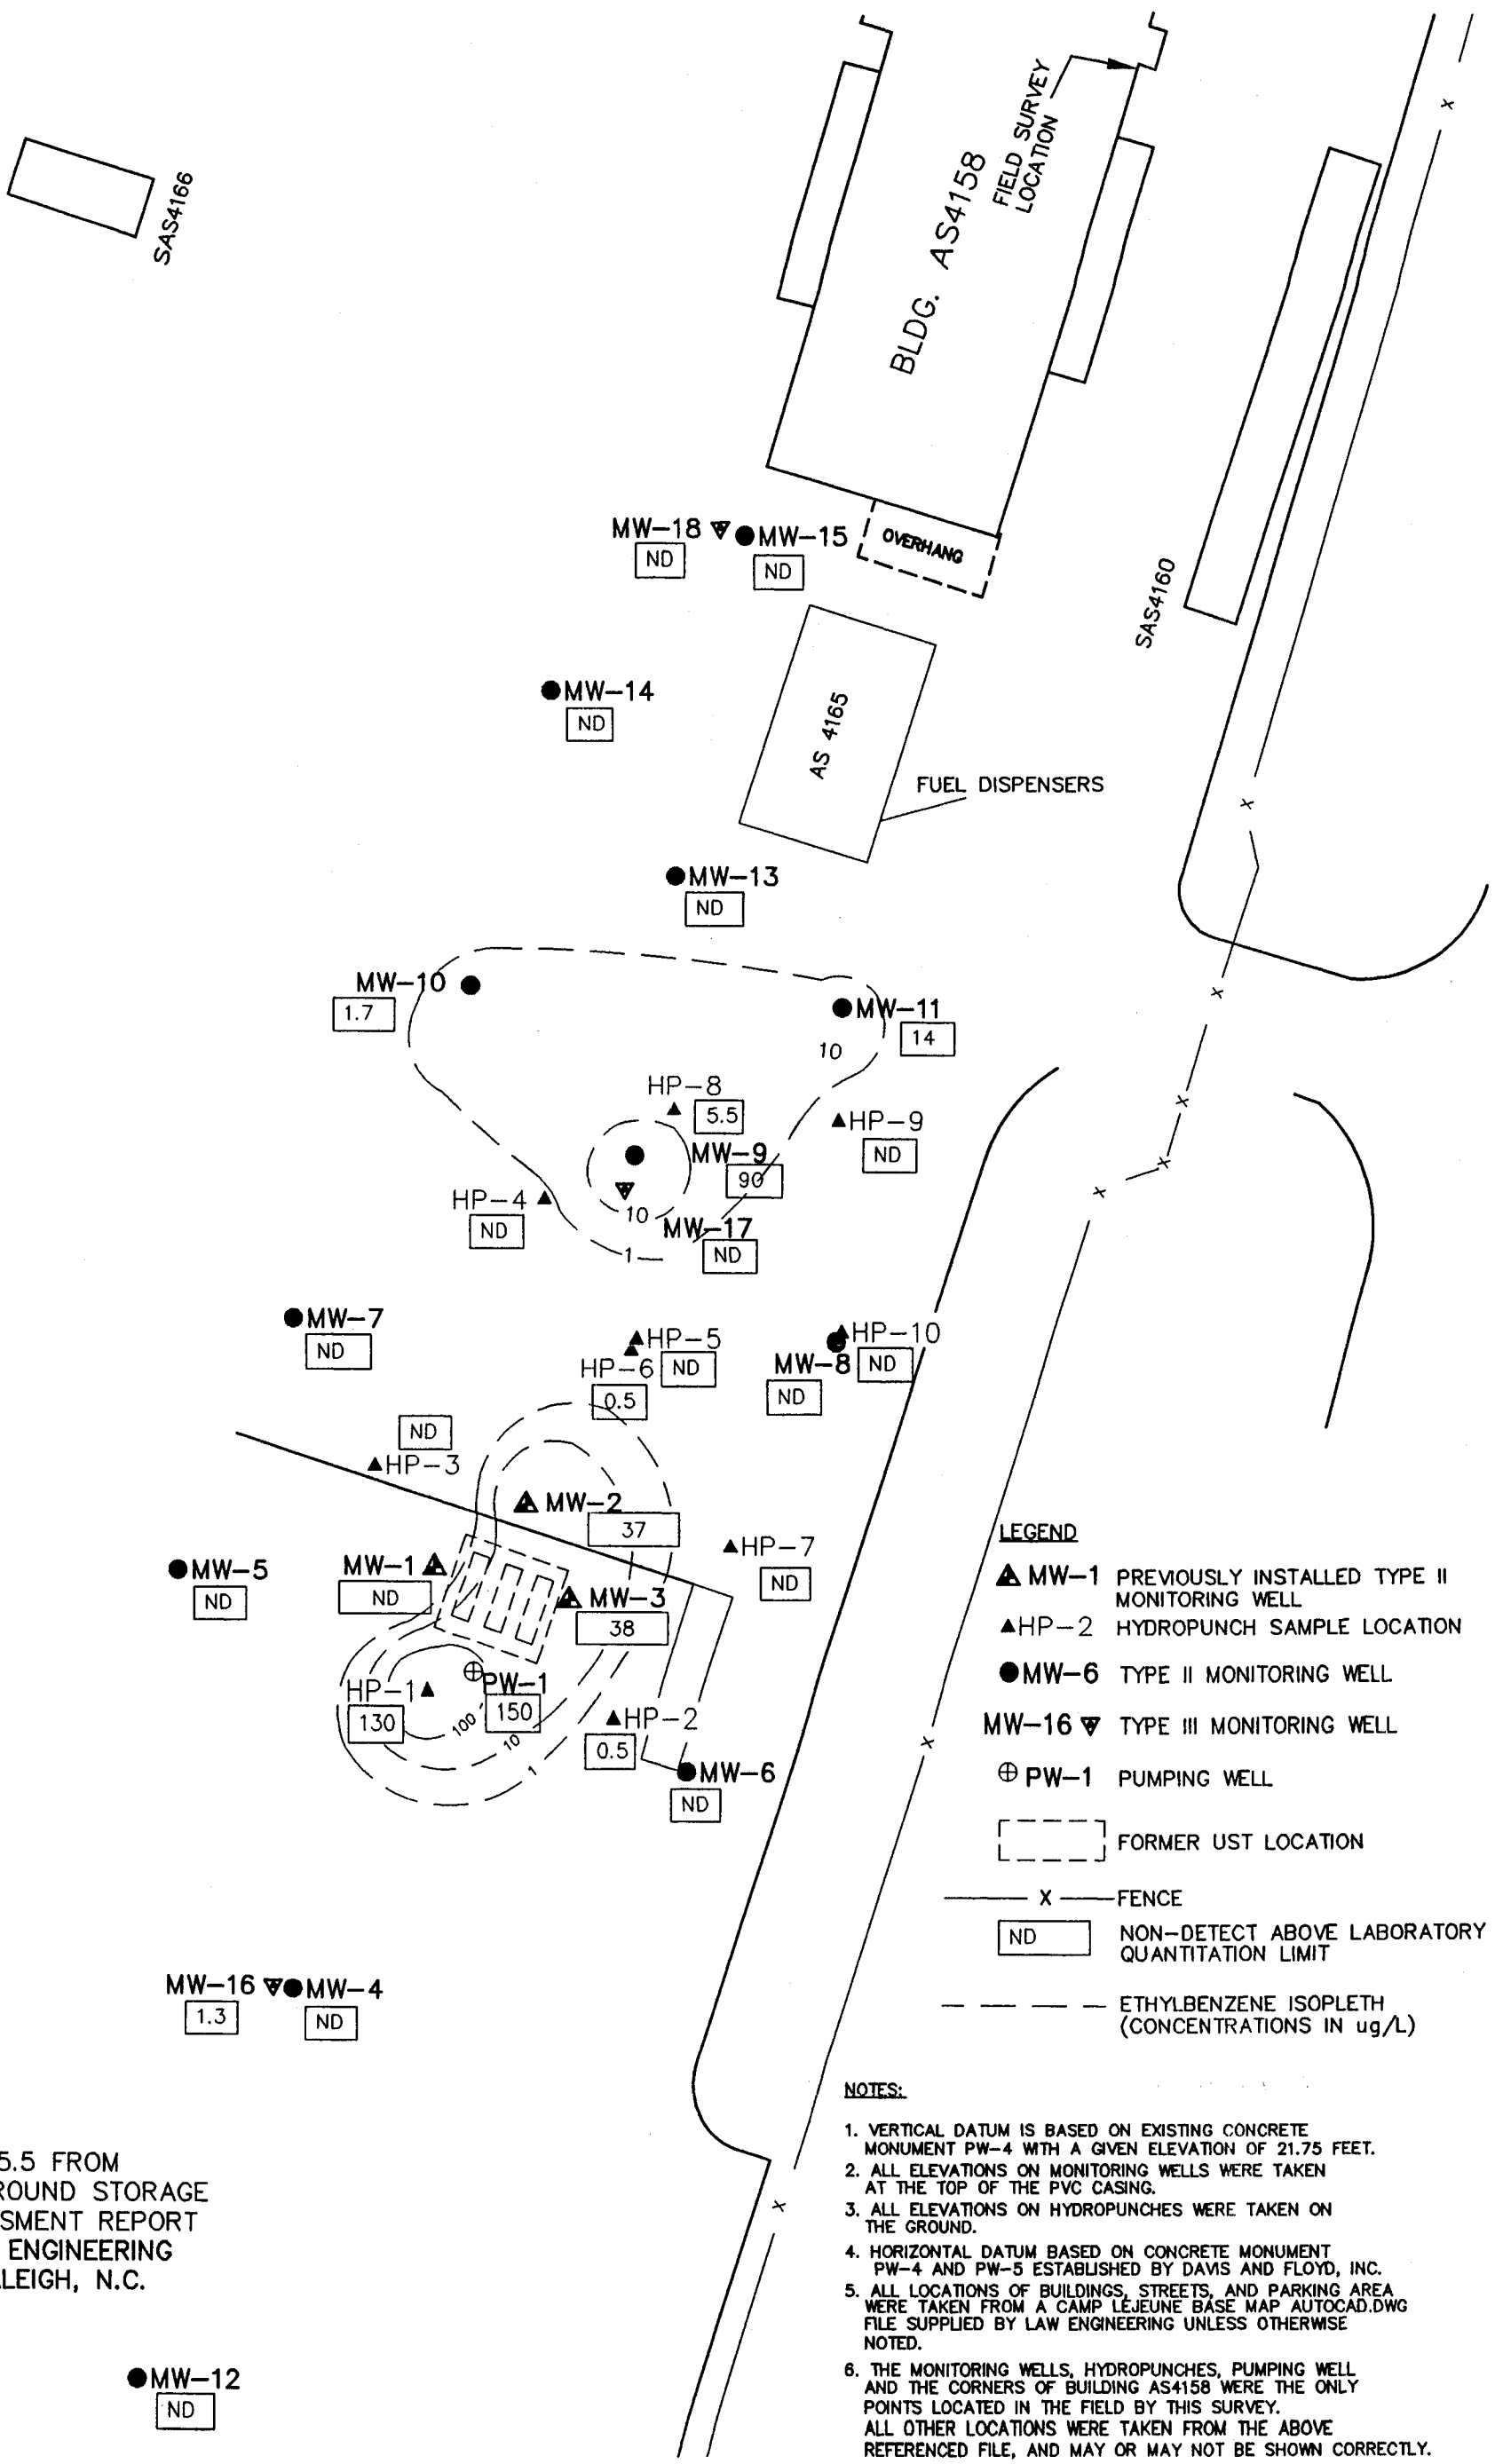 SAS4166
BLDG. AS4158
FIELD SURVEY
LOCATION
SAS4160
OVERHANG
MW-18
ND
MW-15
ND
MW-14
ND
AS 4165
FUEL DISPENSERS
MW-13
ND
MW-10
1.7
MW-11
14
10
HP-8
5.5
HP-9
ND
MW-9
90
HP-4
ND
10
MW-17
ND
1
MW-7
ND
HP-5
ND
HP-6
0.5
HP-10
ND
MW-8
ND
ND
HP-3
MW-2
37
HP-7
ND
MW-5
ND
MW-1
ND
MW-3
38
PW-1
150
HP-1
130
100
10
1
HP-2
0.5
MW-6
ND
LEGEND
MW-1 PREVIOUSLY INSTALLED TYPE II
MONITORING WELL
HP-2 HYDROPUNCH SAMPLE LOCATION
MW-6 TYPE II MONITORING WELL
MW-16 TYPE III MONITORING WELL
PW-1 PUMPING WELL
FORMER UST LOCATION
X FENCE
ND NON-DETECT ABOVE LABORATORY
QUANTITATION LIMIT
ETHYLBENZENE ISOPLETH
(CONCENTRATIONS IN ug/L)
MW-16
1.3
MW-4
ND
5.5 FROM
ROUND STORAGE
SMENT REPORT
ENGINEERING
LEIGH, N.C.
MW-12
ND
NOTES:
1. VERTICAL DATUM IS BASED ON EXISTING CONCRETE
MONUMENT PW-4 WITH A GIVEN ELEVATION OF 21.75 FEET.
2. ALL ELEVATIONS ON MONITORING WELLS WERE TAKEN
AT THE TOP OF THE PVC CASING.
3. ALL ELEVATIONS ON HYDROPUNCHES WERE TAKEN ON
THE GROUND.
4. HORIZONTAL DATUM BASED ON CONCRETE MONUMENT
PW-4 AND PW-5 ESTABLISHED BY DAVIS AND FLOYD, INC.
5. ALL LOCATIONS OF BUILDINGS, STREETS, AND PARKING AREA
WERE TAKEN FROM A CAMP LEJEUNE BASE MAP AUTOCAD.DWG
FILE SUPPLIED BY LAW ENGINEERING UNLESS OTHERWISE
NOTED.
6. THE MONITORING WELLS, HYDROPUNCHES, PUMPING WELL
AND THE CORNERS OF BUILDING AS4158 WERE THE ONLY
POINTS LOCATED IN THE FIELD BY THIS SURVEY.
ALL OTHER LOCATIONS WERE TAKEN FROM THE ABOVE
REFERENCED FILE, AND MAY OR MAY NOT BE SHOWN CORRECTLY.